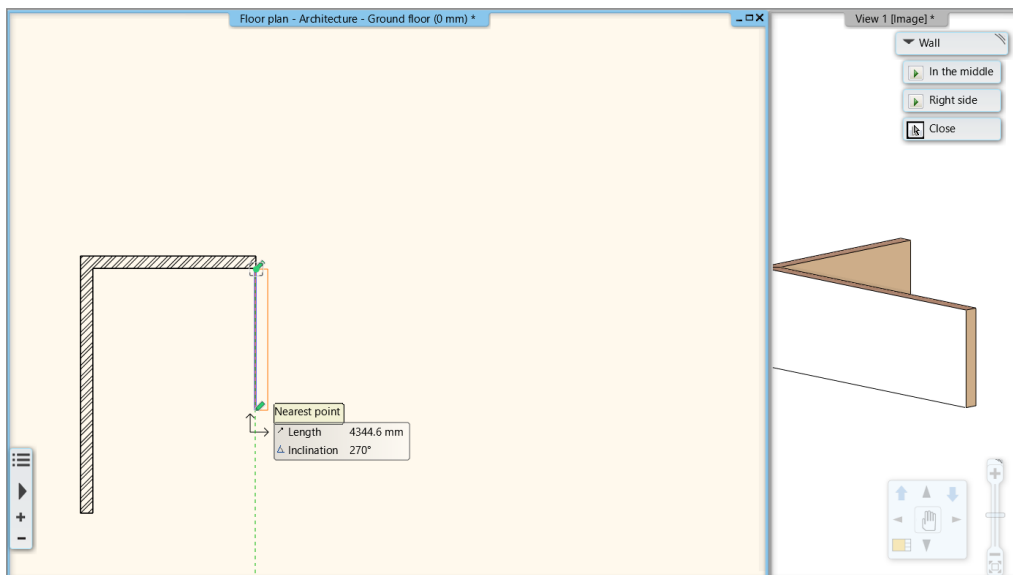 Floor plan - Architecture - Ground floor (0 mm) *
View 1 [Image] *
Wall
In the middle
Right side
Close
Nearest point
Length 4344.6 mm
Inclination 270°